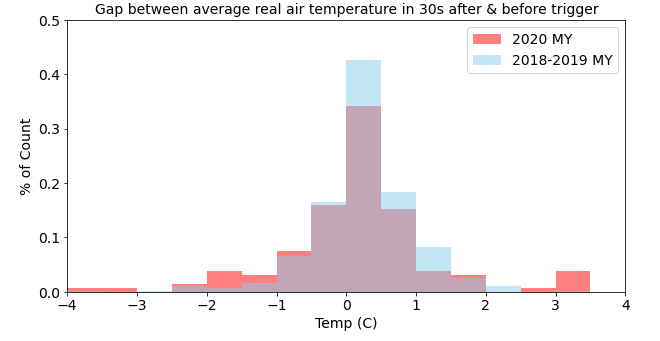 Gap between average real air temperature in 30s after & before trigger
0.5
0.4
0.3
0.2
0.1
0.0
% of Count
2020 MY
2018-2019 MY
−4 −3 −2 −1 0 1 2 3 4
Temp (C)